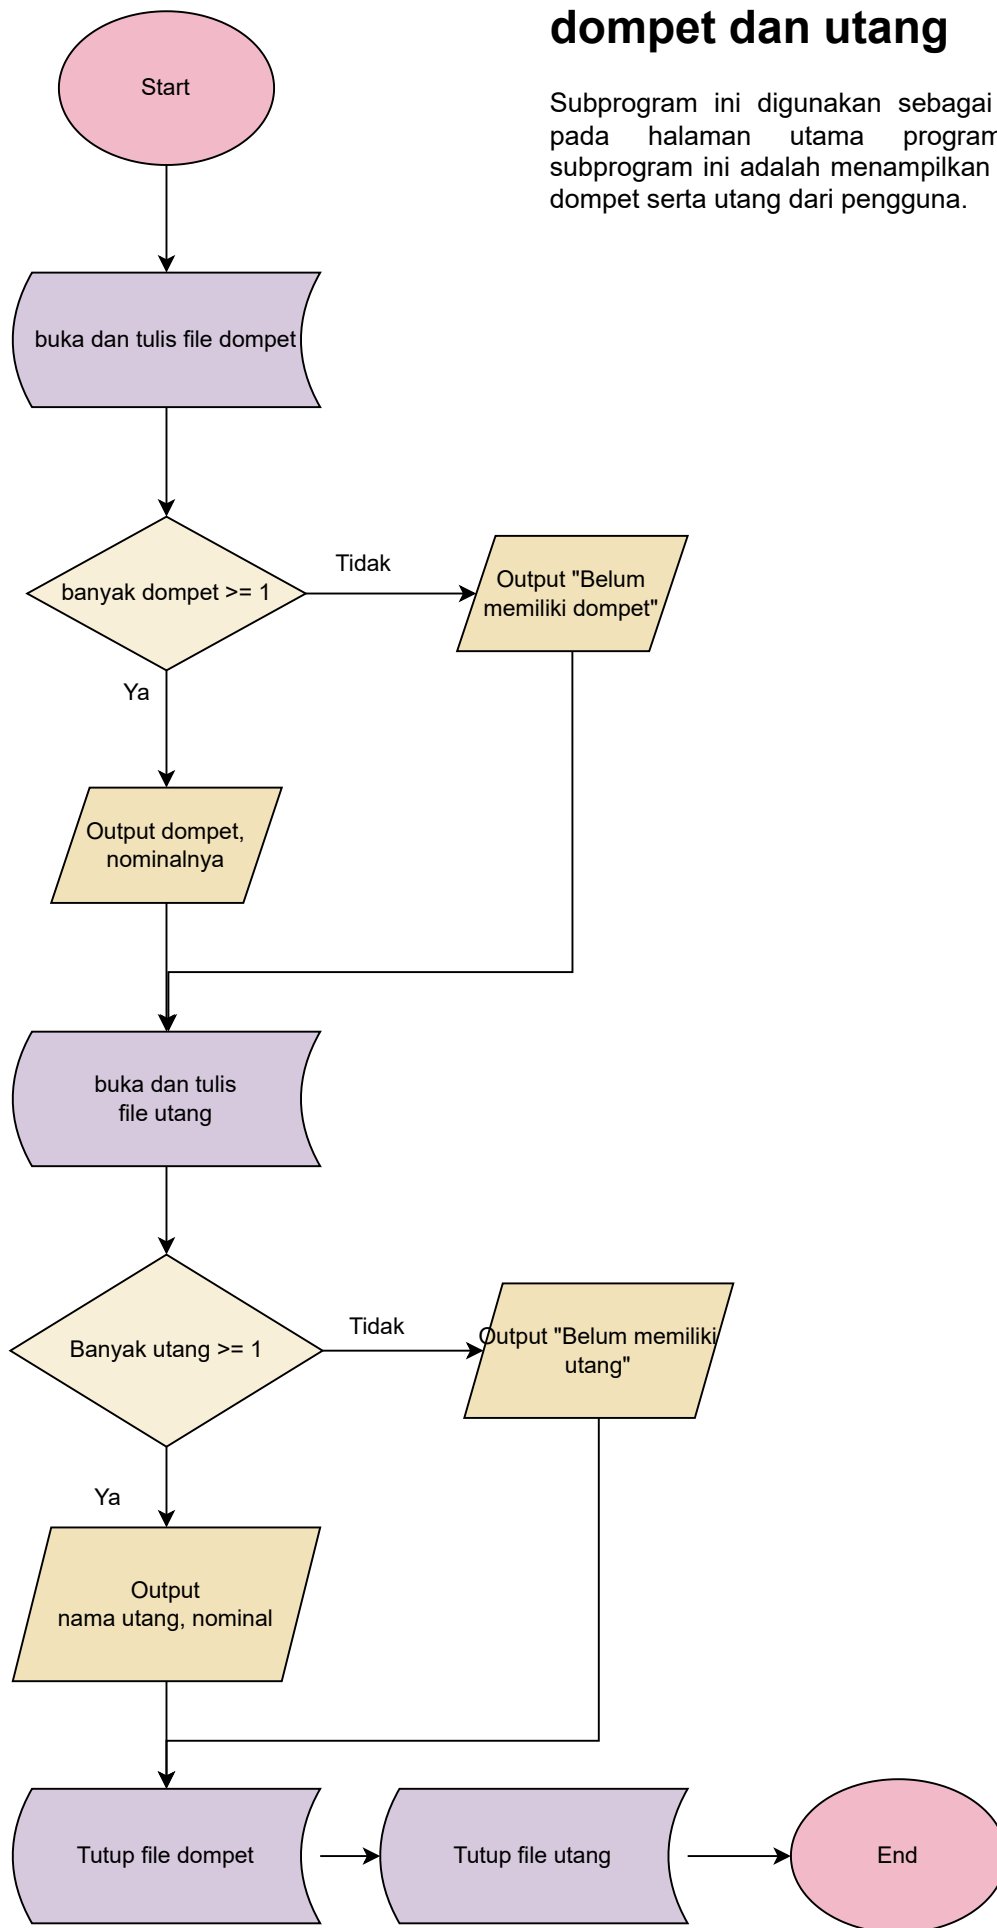 dompet dan utang
Subprogram ini digunakan sebagai
pada halaman utama program
subprogram ini adalah menampilkan
dompet serta utang dari pengguna.
Start
buka dan tulis file dompet
banyak dompet >= 1
Tidak
Output "Belum
memiliki dompet"
Ya
Output dompet,
nominalnya
buka dan tulis
file utang
Banyak utang >= 1
Tidak
Output "Belum memiliki
utang"
Ya
Output
nama utang, nominal
Tutup file dompet
Tutup file utang
End